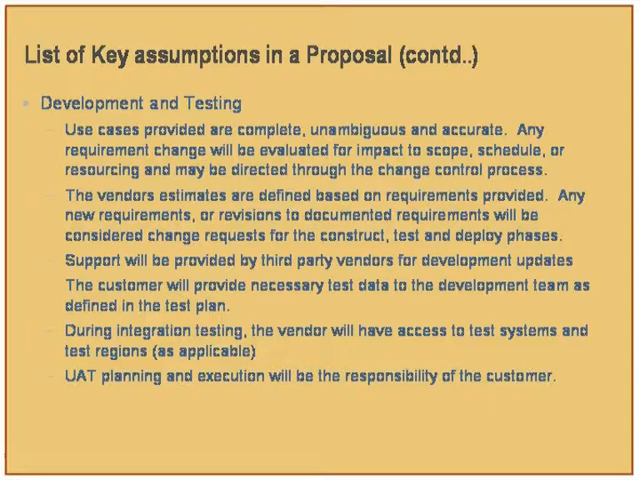 List of Key assumptions in a Proposal (contd..)
Development and Testing
Use cases provided are complete, unambiguous and accurate. Any
requirement change will be evaluated for impact to scope, schedule, or
resourcing and may be directed through the change control process.
The vendors estimates are defined based on requirements provided. Any
new requirements, or revisions to documented requirements will be
considered change requests for the construct, test and deploy phases.
Support will be provided by third party vendors for development updates
The customer will provide necessary test data to the development team as
defined in the test plan.
During integration testing, the vendor will have access to test systems and
test regions (as applicable)
UAT planning and execution will be the responsibility of the customer.